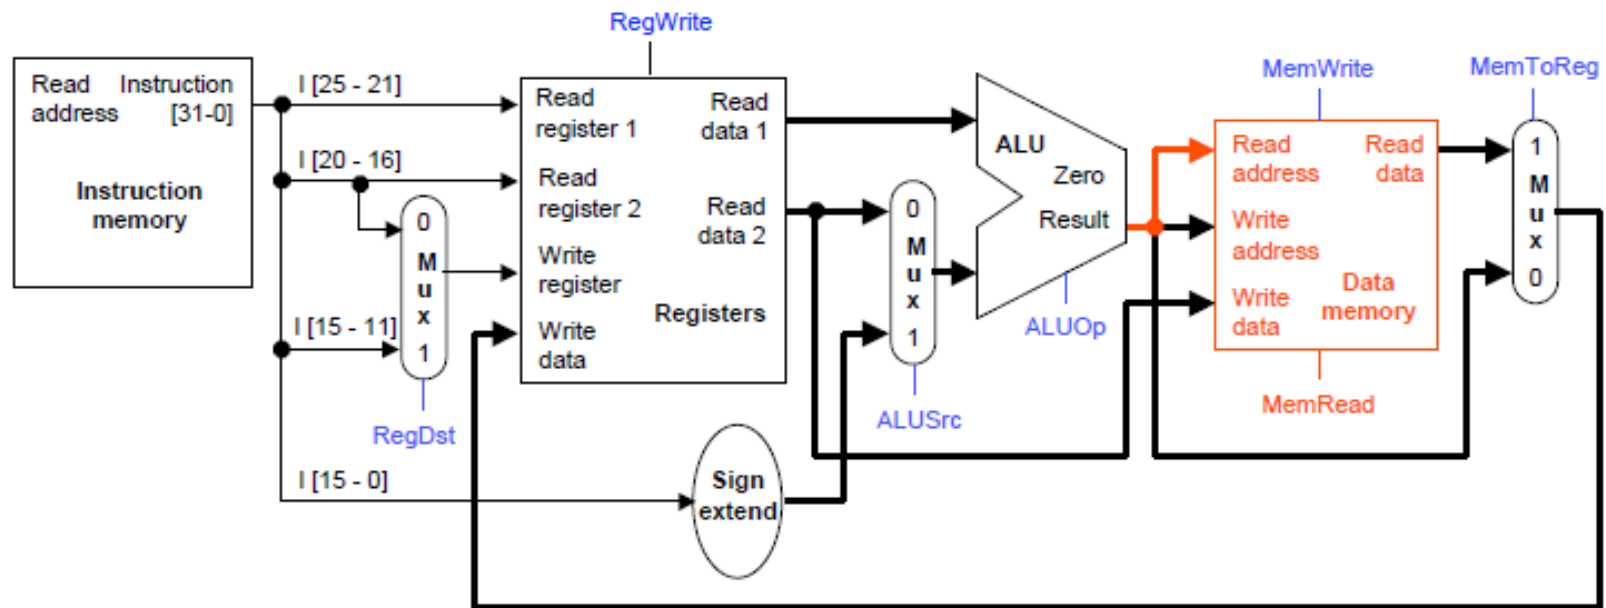 RegWrite
Read Instruction
address [31-0]
Instruction
memory
I [25 - 21]
I [20 - 16]
I [15 - 11]
I [15 - 0]
0
M
u
x
1
RegDst
Read
register 1
Read
register 2
Write
register
Write
data
Read
data 1
Read
data 2
Registers
Sign
extend
0
M
u
x
1
ALUSrc
ALU
Zero
Result
ALUOp
MemWrite
Read
address
Write
address
Write
data
Read
data
Data
memory
MemRead
MemToReg
1
M
u
x
0